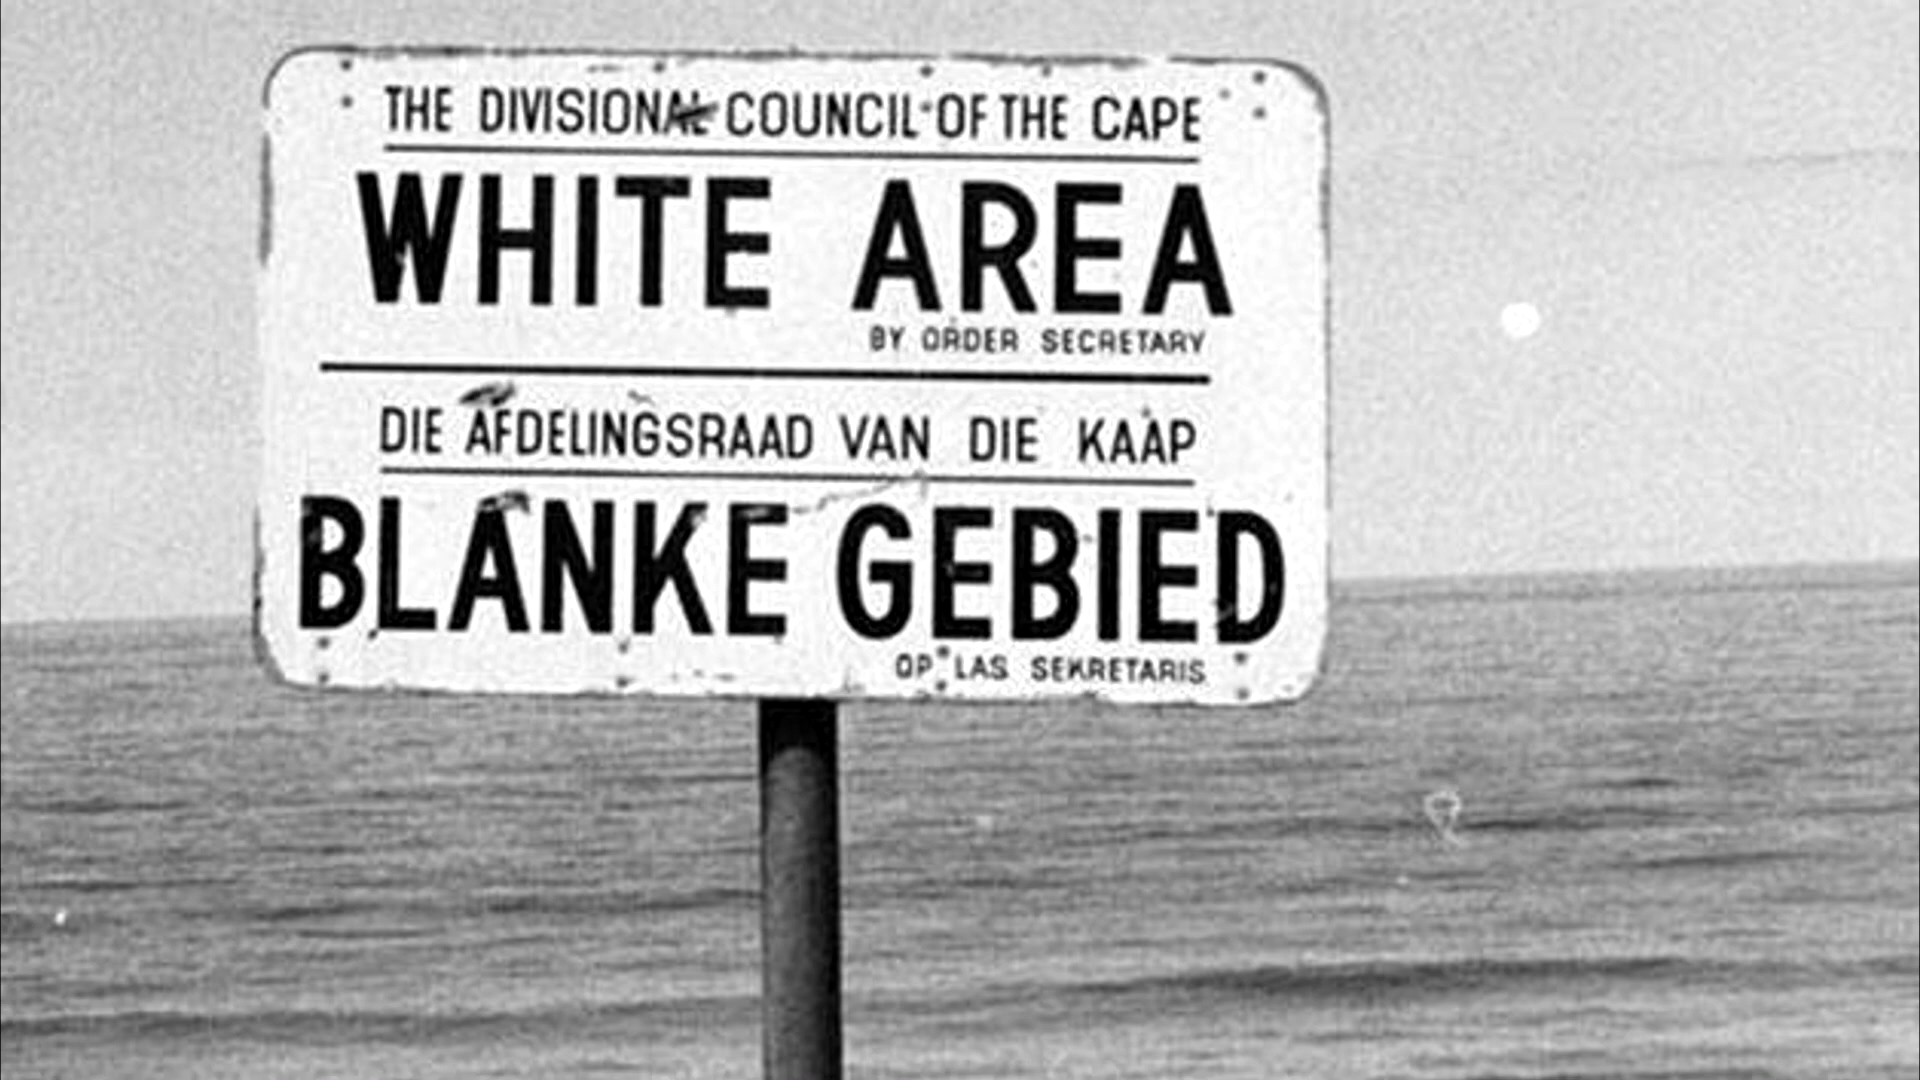 THE DIVISIONAL COUNCIL OF THE CAPE
WHITE AREA
BY ORDER SECRETARY
DIE AFDELINGSRAAD VAN DIE KAAP
BLANKE GEBIED
OP LAS SEKRETARIS